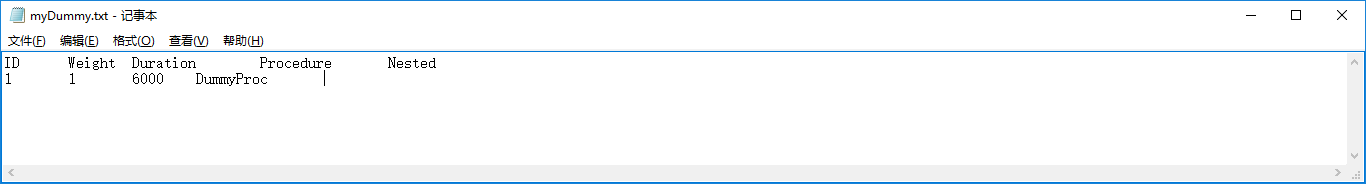 myDummy.txt - 记事本
文件(F) 编辑(E) 格式(O) 查看(V) 帮助(H)
ID Weight Duration Procedure Nested
1 1 6000 DummyProc